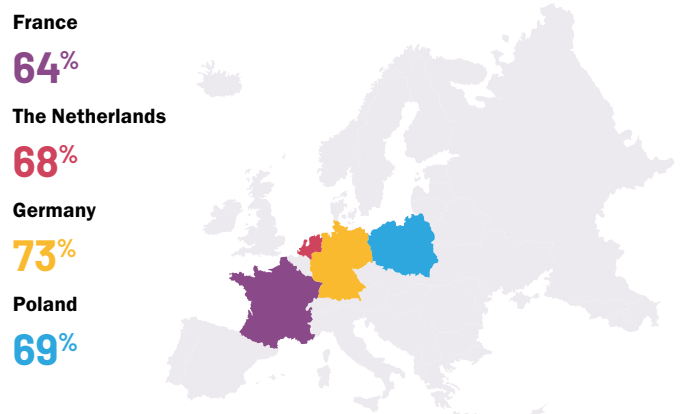 France
64%
The Netherlands
68%
Germany
73%
Poland
69%